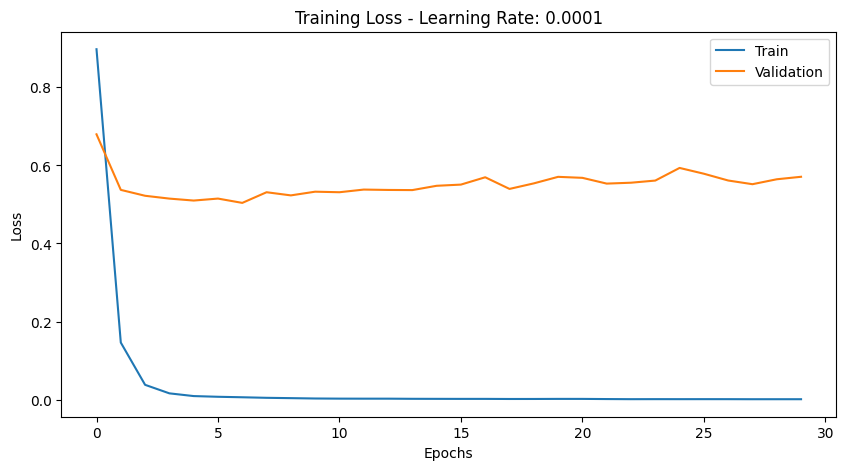 Training Loss - Learning Rate: 0.0001
Train
Validation
0.8
0.6
0.4
0.2
0.0
Loss
0 5 10 15 20 25 30
Epochs